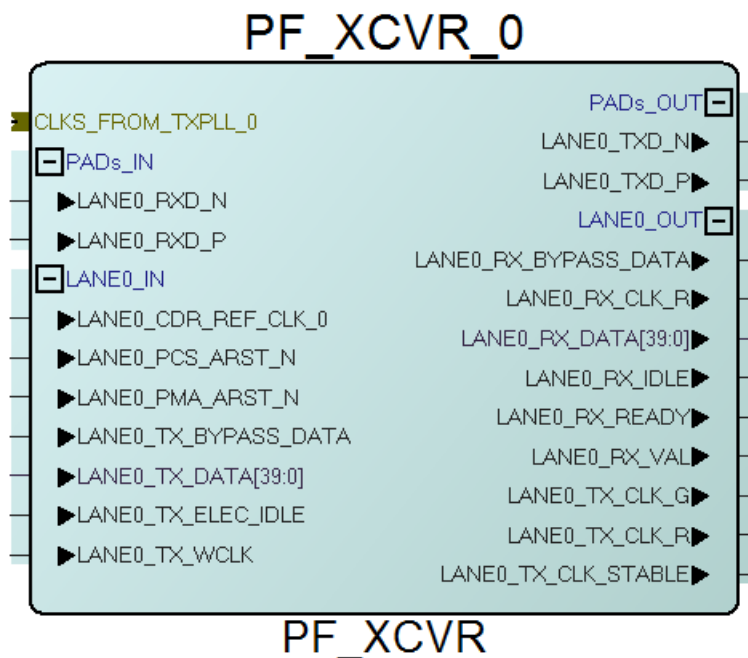 PF_XCVR_0
CLKS_FROM_TXPLL_0
PADs_IN
LANE0_RXD_N
LANE0_RXD_P
LANE0_IN
LANE0_CDR_REF_CLK_0
LANE0_PCS_ARST_N
LANE0_PMA_ARST_N
LANE0_TX_BYPASS_DATA
LANE0_TX_DATA[39:0]
LANE0_TX_ELEC_IDLE
LANE0_TX_WCLK
PADs_OUT
LANE0_TXD_N
LANE0_TXD_P
LANE0_OUT
LANE0_RX_BYPASS_DATA
LANE0_RX_CLK_R
LANE0_RX_DATA[39:0]
LANE0_RX_IDLE
LANE0_RX_READY
LANE0_RX_VAL
LANE0_TX_CLK_G
LANE0_TX_CLK_R
LANE0_TX_CLK_STABLE
PF_XCVR